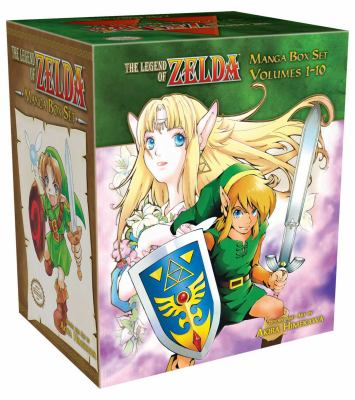 THE LEGEND OF
ZELDA
MANGA BOX SET
VOLUMES 1-10
THE LEGEND OF
ZELDA
MANGA BOX SET
AKIRA HIMEKAWA